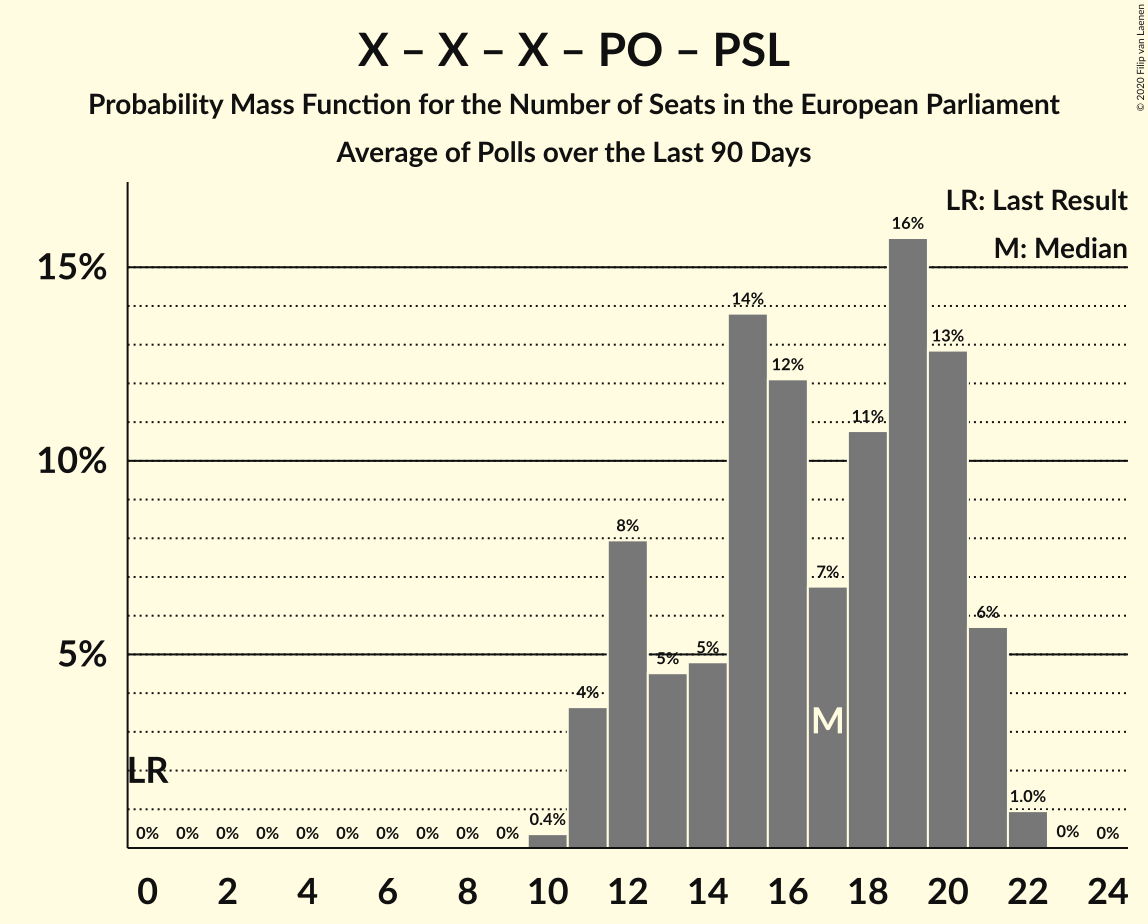 X – X – X – PO – PSL
Probability Mass Function for the Number of Seats in the European Parliament
Average of Polls over the Last 90 Days
© 2020 Filip van Laenen
LR: Last Result
M: Median
15%
10%
5%
0% 0% 0% 0% 0% 0% 0% 0% 0% 0% 0.4% 4% 8% 5% 5% 14% 12% 7% 11% 16% 13% 6% 1.0% 0% 0%
LR
M
0 2 4 6 8 10 12 14 16 18 20 22 24